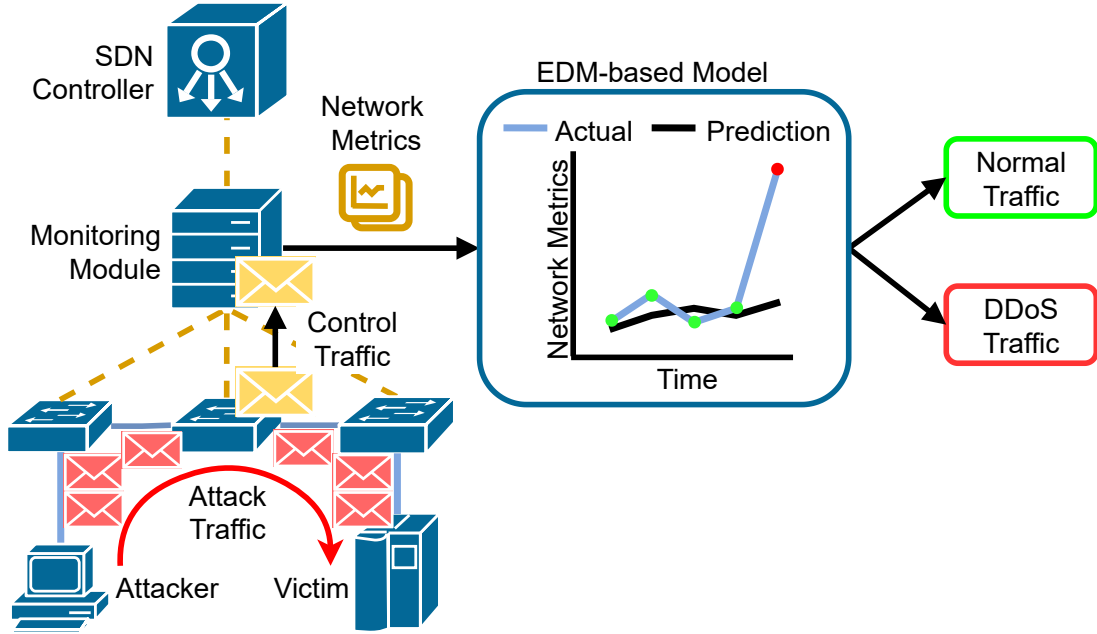 SDN
Controller
Network
Metrics
Monitoring
Module
Control
Traffic
Attack
Traffic
Attacker
Victim
EDM-based Model
Actual
Prediction
Network Metrics
Time
Normal
Traffic
DDoS
Traffic